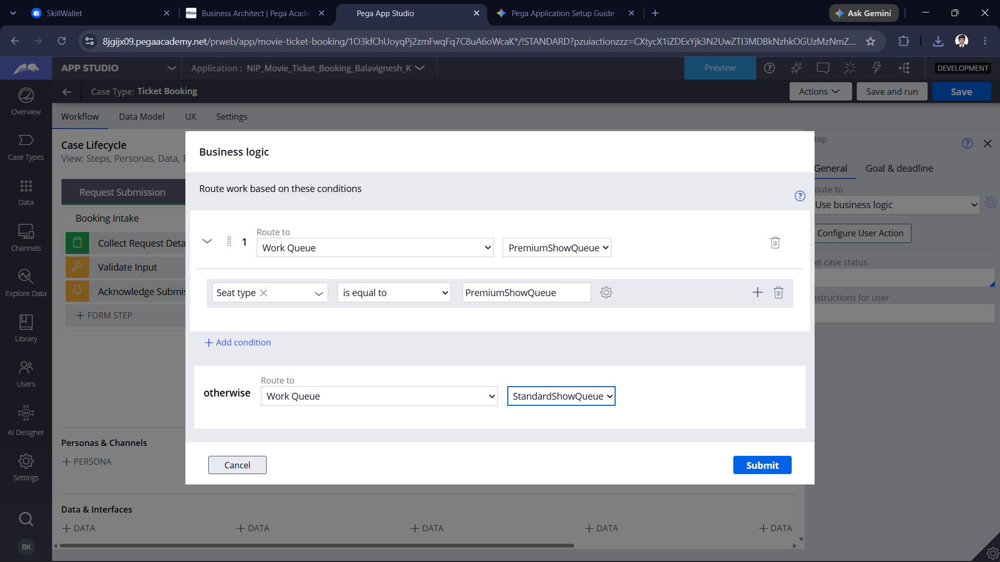 SkillWallet
PEGA Business Architect | Pega Acade
Pega App Studio
Pega Application Setup Guide -
Ask Gemini
8jgijx09.pegaacademy.net/prweb/app/movie-ticket-booking/1O3kfChUoyqPj2zmFwqFq7C8uA6oWcaK*/!STANDARD?pzuiactionzzz=CXtycX1iZDExYjk3N2UwZTI3MDBkNzhkOGUzMzNmZ...
APP STUDIO
Application : NIP_Movie_Ticket_Booking_Balavignesh_K
Preview
DEVELOPMENT
Case Type: Ticket Booking
Actions
Save and run
Save
Overview
Case Types
Data
Channels
Explore Data
Library
Users
AI Designer
Settings
BK
Workflow
Data Model
UX
Settings
Case Lifecycle
View: Steps, Personas, Data,
Request Submission
Booking Intake
Collect Request Deta
Validate Input
Acknowledge Submis
FORM STEP
Personas & Channels
PERSONA
Data & Interfaces
DATA
DATA
DATA
DATA
DATA
Business logic
Route work based on these conditions
1
Route to
Work Queue
PremiumShowQueue
Seat type
is equal to
PremiumShowQueue
+ Add condition
otherwise
Route to
Work Queue
StandardShowQueue
Cancel
Submit
tep
General
Goal & deadline
oute to
Use business logic
Configure User Action
et case status
nstructions for user